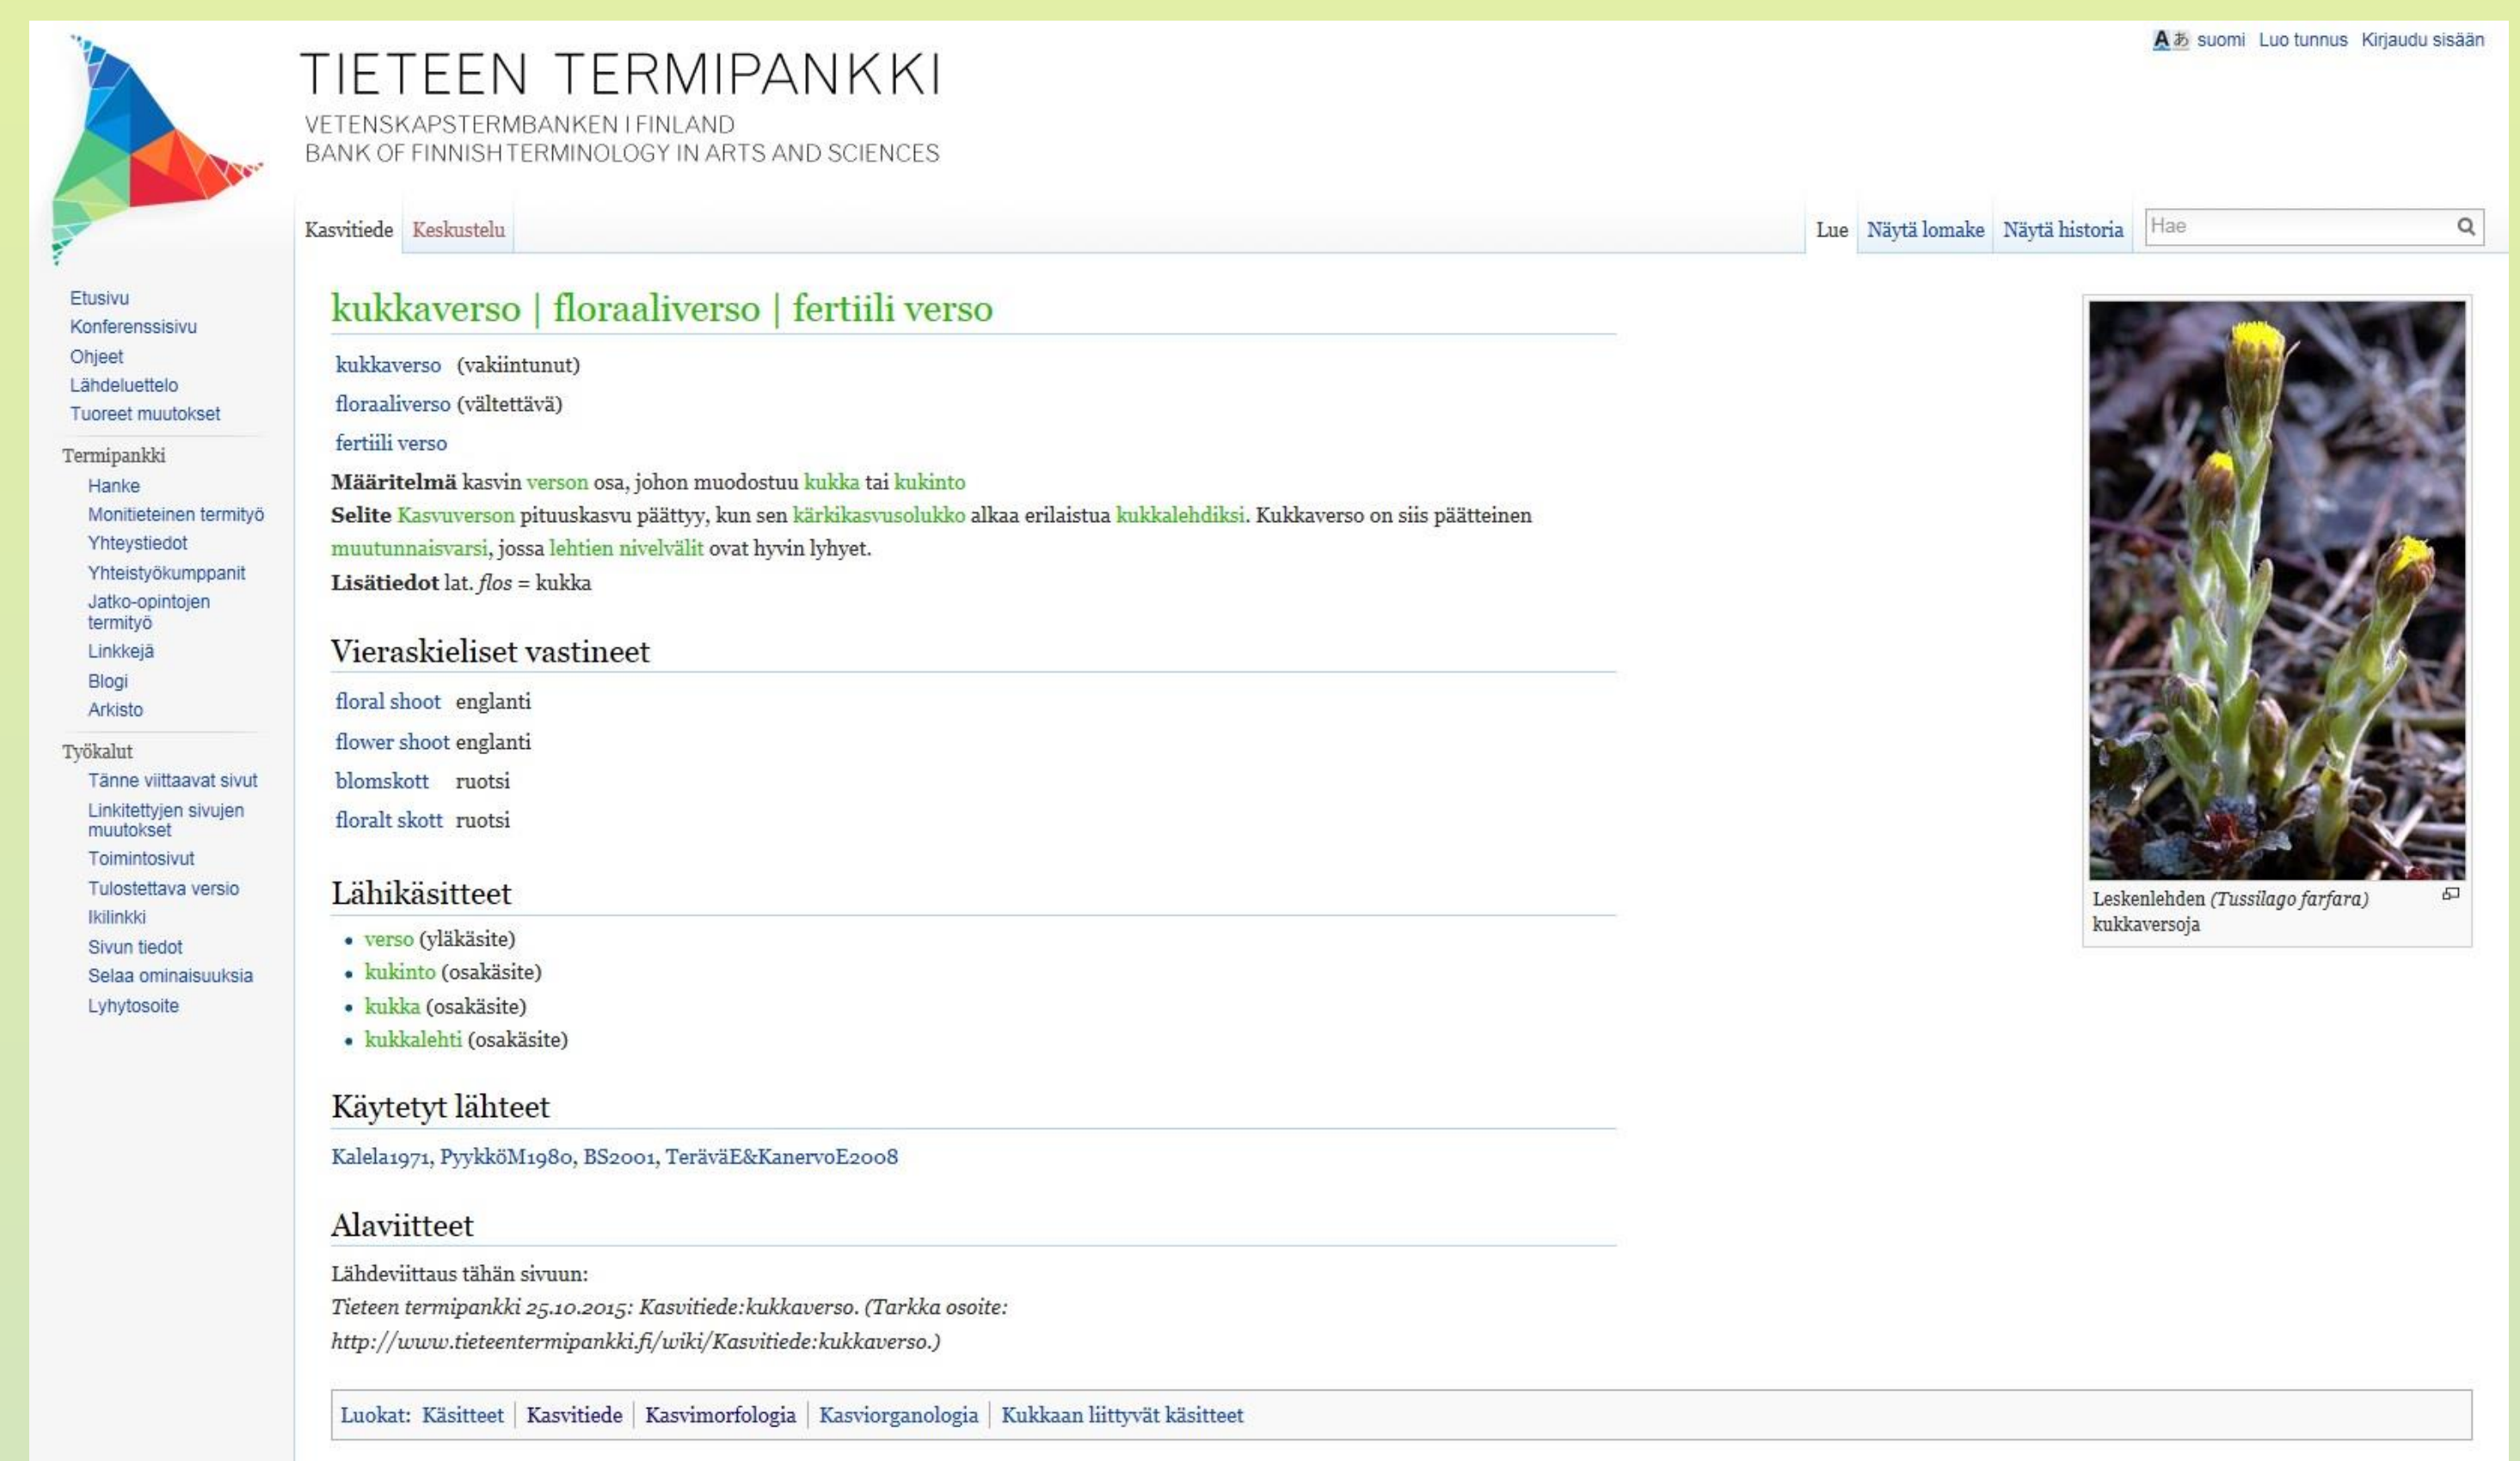 TIETEEN TERMIPANKKI
VETENSKAPSTERMBANKEN I FINLAND
BANK OF FINNISH TERMINOLOGY IN ARTS AND SCIENCES
Aあ suomi Luo tunnus Kirjaudu sisään
Kasvitiede Keskustelu
Lue Näytä lomake Näytä historia Hae
Etusivu
Konferenssisivu
Ohjeet
Lähdeluettelo
Tuoreet muutokset
Termipankki
Hanke
Monitieteinen termityö
Yhteystiedot
Yhteistyökumppanit
Jatko-opintojen
termityö
Linkkejä
Blogi
Arkisto
Työkalut
Tänne viittaavat sivut
Linkitettyjen sivujen
muutokset
Toimintosivut
Tulostettava versio
Ikilinkki
Sivun tiedot
Selaa ominaisuuksia
Lyhytosoite
kukkaverso | floraaliverso | fertiili verso
kukkaverso (vakiintunut)
floraaliverso (vältettävä)
fertiili verso
Määritelmä kasvin verson osa, johon muodostuu kukka tai kukinto
Selite Kasvuverson pituuskasvu päättyy, kun sen kärkikasvusolukko alkaa erilaistua kukkalehdiksi. Kukkaverso on siis päätteinen
muutunnaisvarsi, jossa lehtien nivelvälit ovat hyvin lyhyet.
Lisätiedot lat. flos = kukka
Vieraskieliset vastineet
floral shoot englanti
flower shoot englanti
blomskott ruotsi
floralt skott ruotsi
Lähikäsitteet
• verso (yläkäsite)
• kukinto (osakäsite)
• kukka (osakäsite)
• kukkalehti (osakäsite)
Käytetyt lähteet
Kalela1971, PyykköM1980, BS2001, TeräväE&KanervoE2008
Alaviitteet
Lähdeviittaus tähän sivuun:
Tieteen termipankki 25.10.2015: Kasvitiede:kukkaverso. (Tarkka osoite:
http://www.tieteentermipankki.fi/wiki/Kasvitiede:kukkaverso.)
Leskenlehden (Tussilago farfara)
kukkaversoja
Luokat: Käsitteet | Kasvitiede | Kasvimorfologia | Kasviorganologia | Kukkaan liittyvät käsitteet